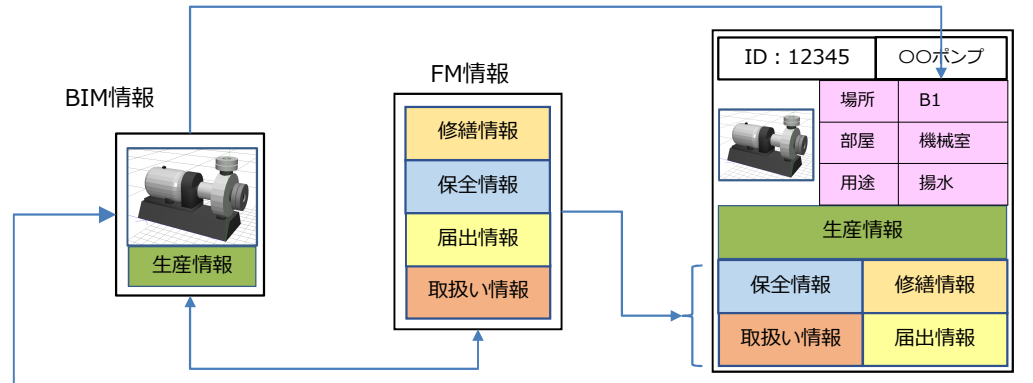 BIM情報
生産情報
FM情報
修繕情報
保全情報
届出情報
取扱い情報
ID：12345
〇〇ポンプ
場所 B1
部屋 機械室
用途 揚水
生産情報
保全情報 修繕情報
取扱い情報 届出情報